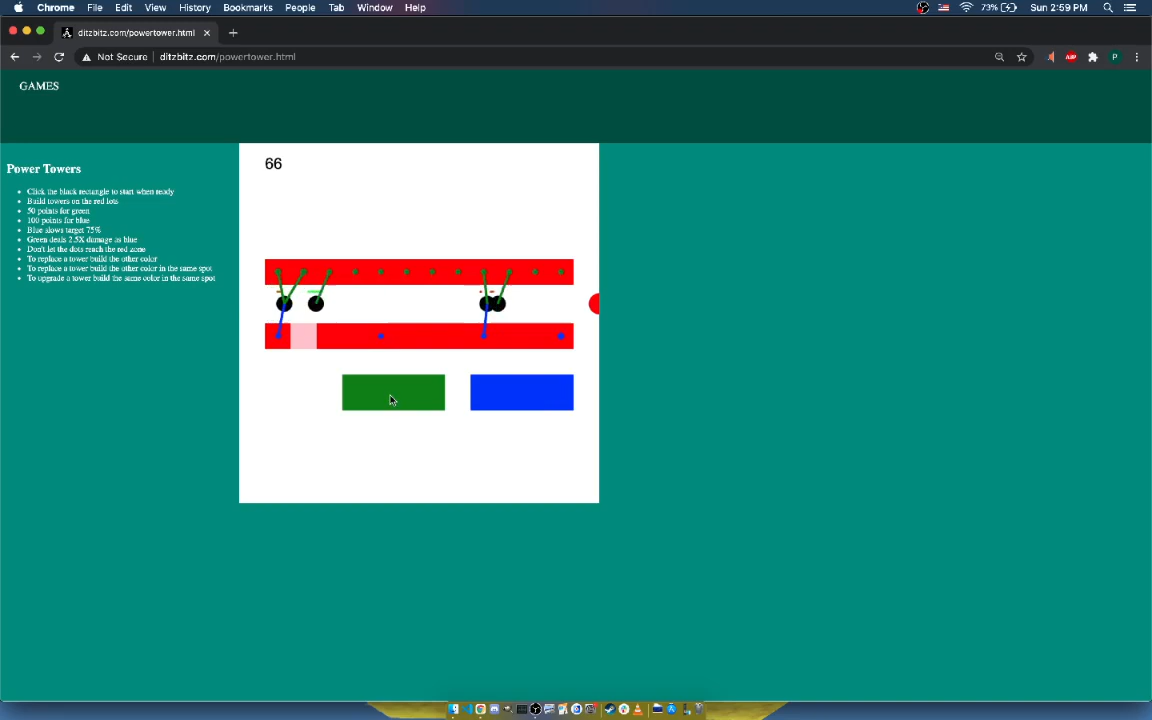 Chrome File Edit View History Bookmarks People Tab Window Help 73% Sun 2:59 PM
ditzbitz.com/powertower.html
Not Secure ditzbitz.com/powertower.html ABP P
GAMES
Power Towers
Click the black rectangle to start when ready
Build towers on the red lots
50 points for green
100 points for blue
Blue slows target 75%
Green deals 2.5X damage as blue
Don't let the dots reach the red zone
To replace a tower build the other color
To replace a tower build the other color in the same spot
To upgrade a tower build the same color in the same spot
66